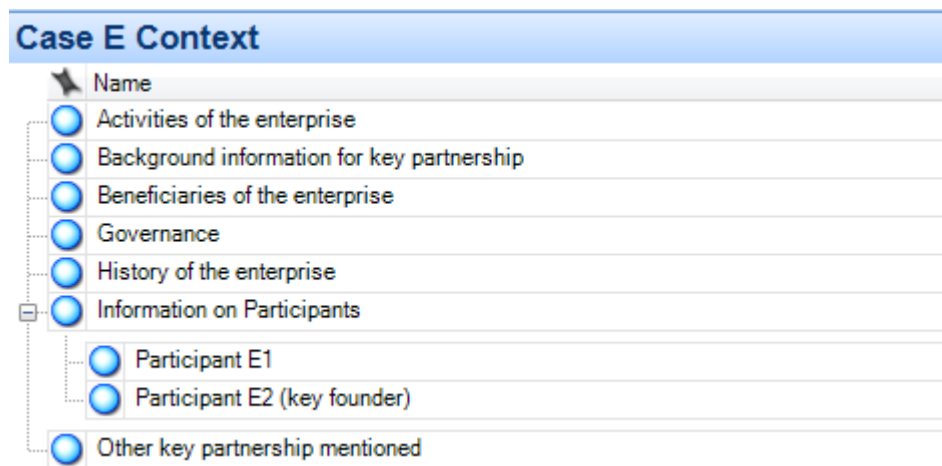 Case E Context
Name
Activities of the enterprise
Background information for key partnership
Beneficiaries of the enterprise
Governance
History of the enterprise
Information on Participants
Participant E1
Participant E2 (key founder)
Other key partnership mentioned